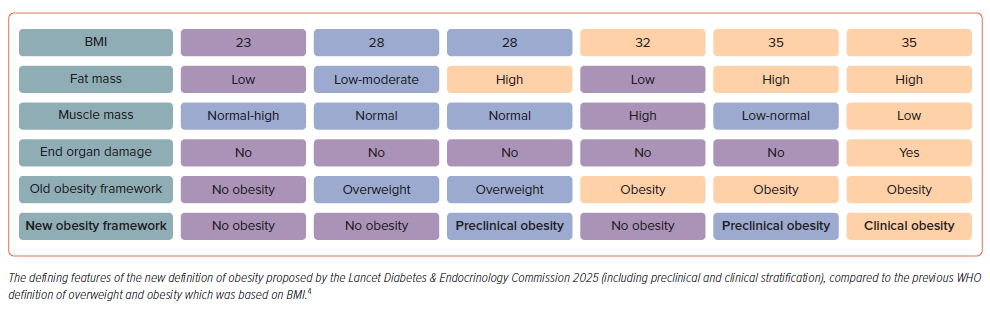 BMI 23 28 28 32 35 35
Fat mass Low Low-moderate High Low High High
Muscle mass Normal-high Normal Normal High Low-normal Low
End organ damage No No No No No Yes
Old obesity framework No obesity Overweight Overweight Obesity Obesity Obesity
New obesity framework No obesity No obesity Preclinical obesity No obesity Preclinical obesity Clinical obesity
The defining features of the new definition of obesity proposed by the Lancet Diabetes & Endocrinology Commission 2025 (including preclinical and clinical stratification), compared to the previous WHO
definition of overweight and obesity which was based on BMI.⁴